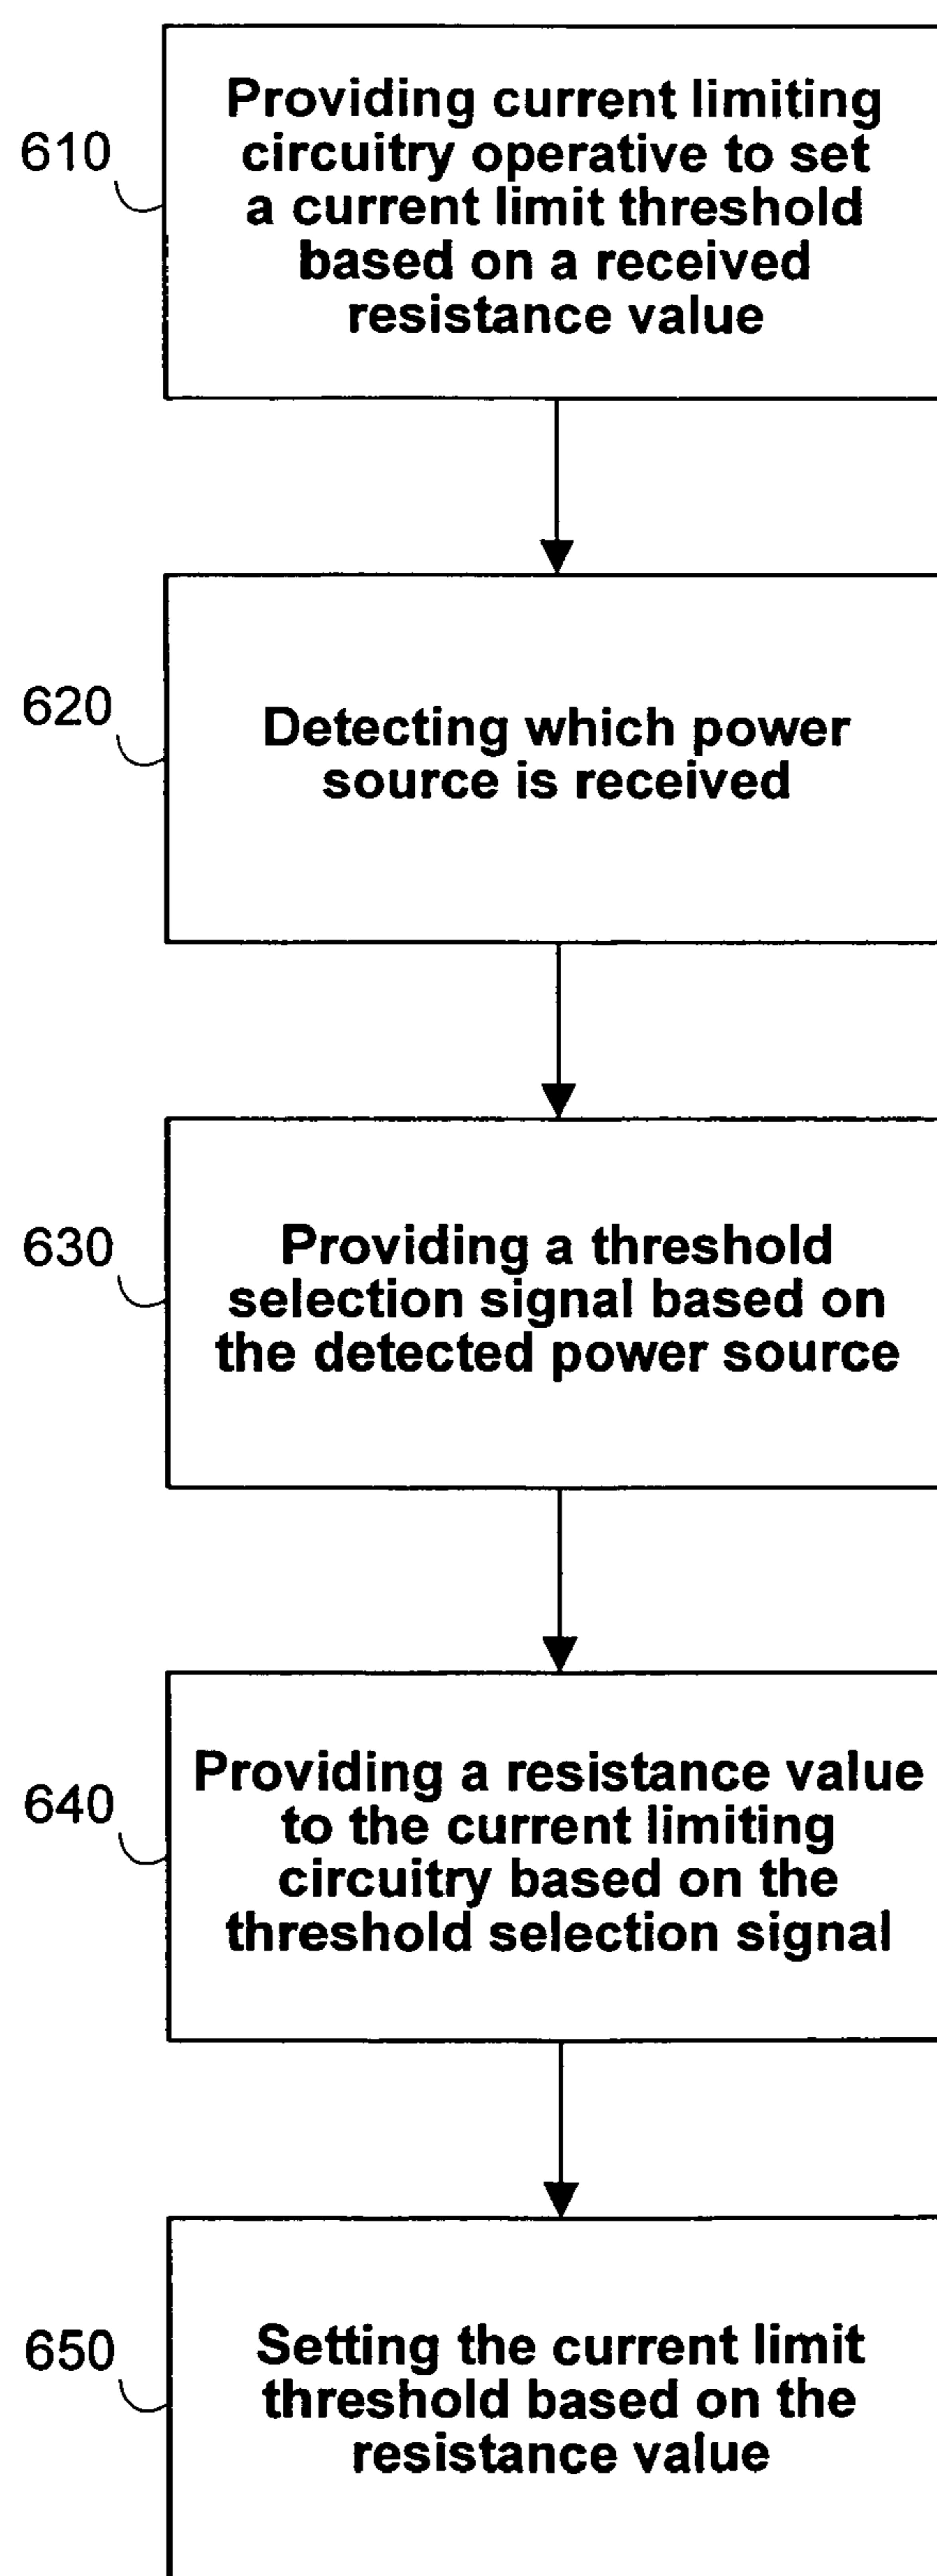 610
Providing current limiting
circuitry operative to set
a current limit threshold
based on a received
resistance value
620
Detecting which power
source is received
630
Providing a threshold
selection signal based on
the detected power source
640
Providing a resistance value
to the current limiting
circuitry based on the
threshold selection signal
650
Setting the current limit
threshold based on the
resistance value